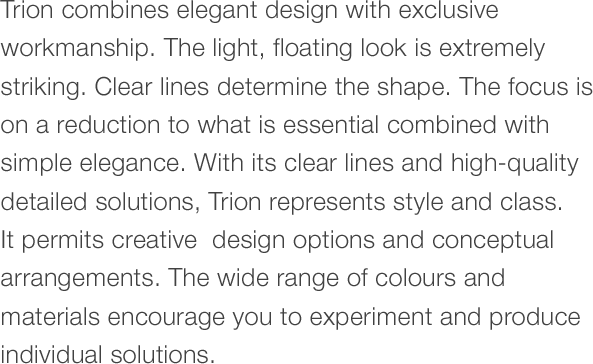 Trion combines elegant design with exclusive
workmanship. The light, floating look is extremely
striking. Clear lines determine the shape. The focus is
on a reduction to what is essential combined with
simple elegance. With its clear lines and high-quality
detailed solutions, Trion represents style and class.
It permits creative  design options and conceptual
arrangements. The wide range of colours and
materials encourage you to experiment and produce
individual solutions.